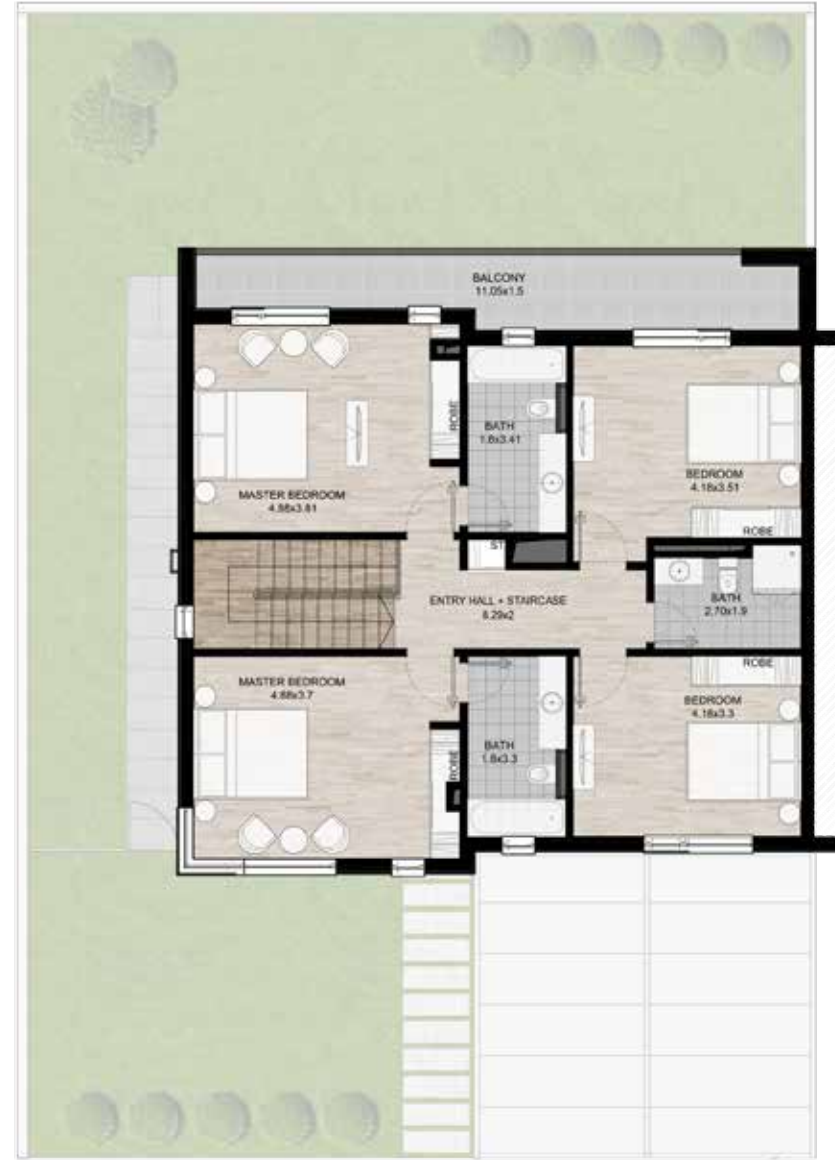 BALCONY
11.05x1.5
ROBE
BATH
1.8x3.41
MASTER BEDROOM
4.88x3.81
BEDROOM
4.18x3.51
ROBE
ST
ENTRY HALL + STAIRCASE
8.29x2
BATH
2.70x1.9
ROBE
MASTER BEDROOM
4.88x3.7
BEDROOM
4.18x3.3
ROBE
BATH
1.8x3.3